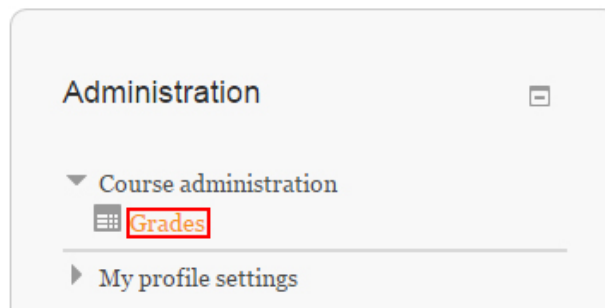 Administration
Course administration
Grades
My profile settings